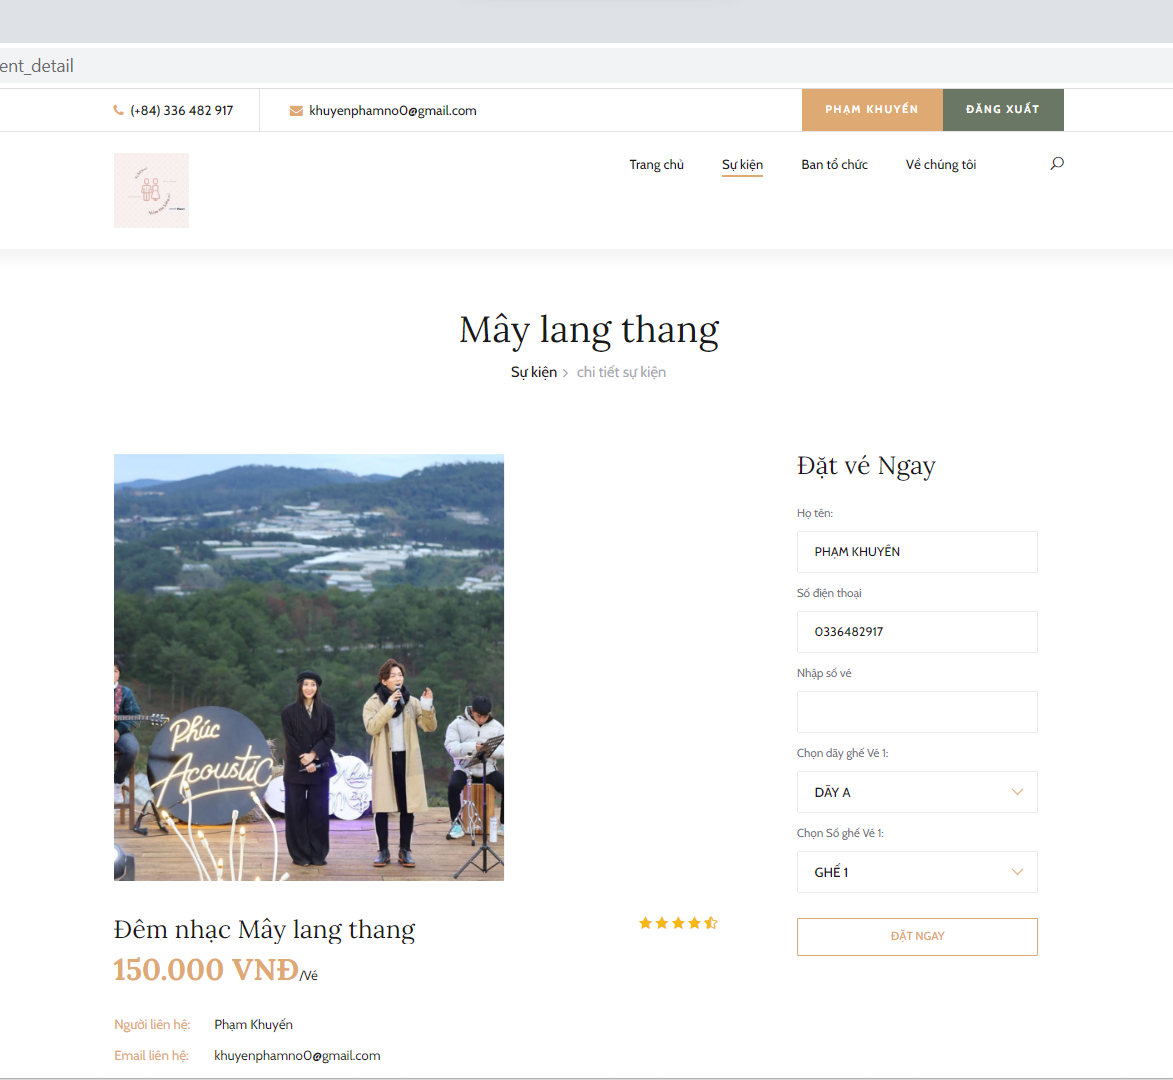 ent_detail
(+84) 336 482 917
khuyenphamno0@gmail.com
PHẠM KHUYẾN
ĐĂNG XUẤT
Trang chủ
Sự kiện
Ban tổ chức
Về chúng tôi
Mây lang thang
Sự kiện > chi tiết sự kiện
Phúc
Acoustic
Đêm nhạc Mây lang thang
150.000 VNĐ/Vé
Người liên hệ: Phạm Khuyến
Email liên hệ: khuyenphamno0@gmail.com
Đặt vé Ngay
Họ tên:
PHẠM KHUYẾN
Số điện thoại
0336482917
Nhập số vé
Chọn dãy ghế Vé 1:
DÃY A
Chọn Số ghế Vé 1:
GHẾ 1
ĐẶT NGAY